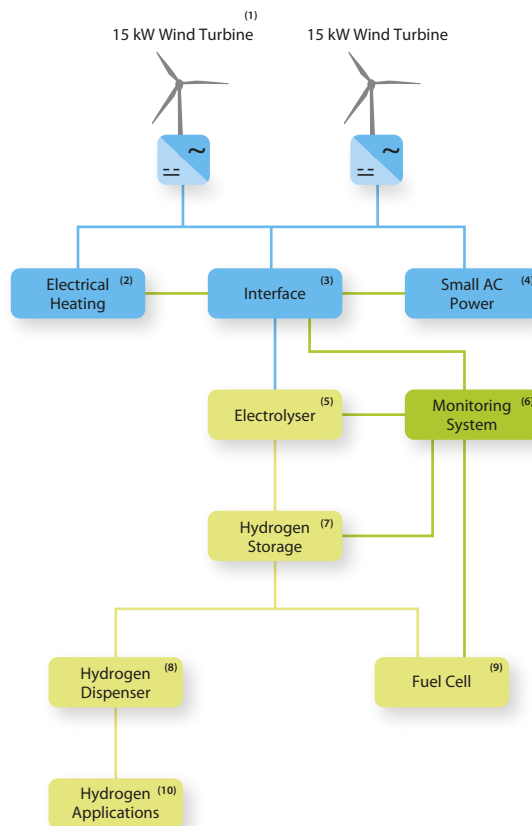 (1)
15 kW Wind Turbine
15 kW Wind Turbine
~
~
Electrical (2)
Heating
Interface (3)
Small AC (4)
Power
Electrolyser (5)
Monitoring (6)
System
Hydrogen (7)
Storage
Hydrogen (8)
Dispenser
Fuel Cell (9)
Hydrogen (10)
Applications